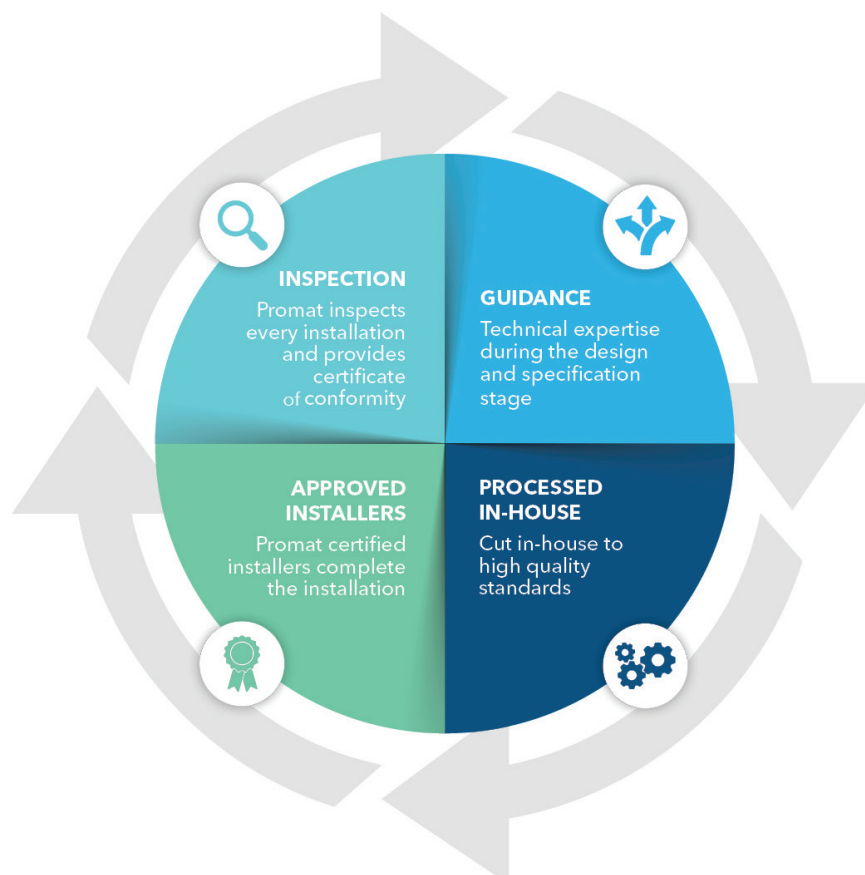 INSPECTION
Promat inspects
every installation
and provides
certificate
of conformity
GUIDANCE
Technical expertise
during the design
and specification
stage
APPROVED
INSTALLERS
Promat certified
installers complete
the installation
PROCESSED
IN-HOUSE
Cut in-house to
high quality
standards